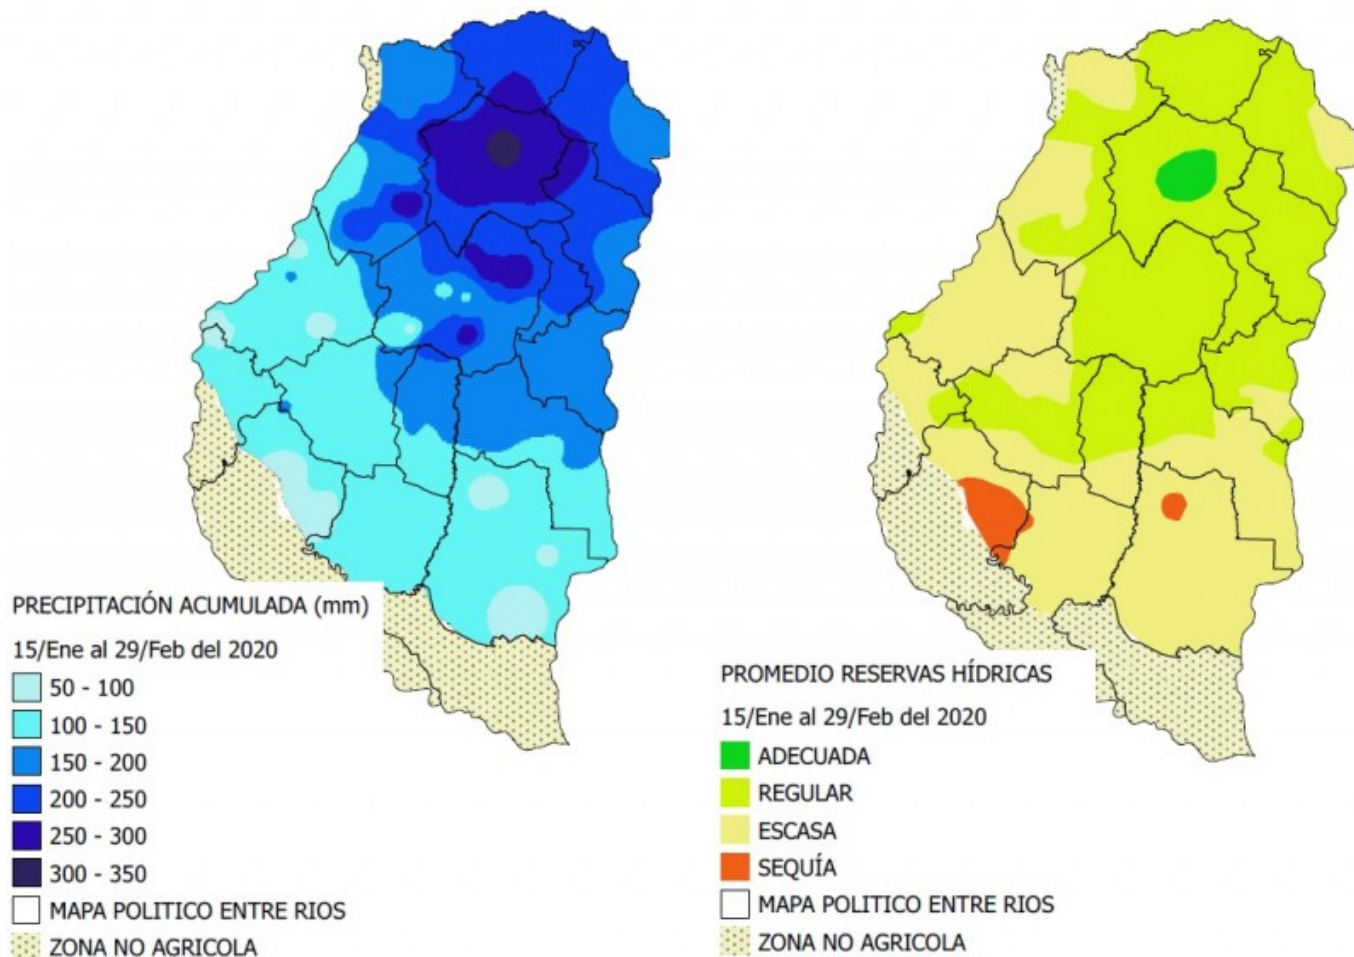 PRECIPITACIÓN ACUMULADA (mm)
15/Ene al 29/Feb del 2020
50 - 100
100 - 150
150 - 200
200 - 250
250 - 300
300 - 350
MAPA POLITICO ENTRE RIOS
ZONA NO AGRICOLA
PROMEDIO RESERVAS HÍDRICAS
15/Ene al 29/Feb del 2020
ADECUADA
REGULAR
ESCASA
SEQUÍA
MAPA POLITICO ENTRE RIOS
ZONA NO AGRICOLA